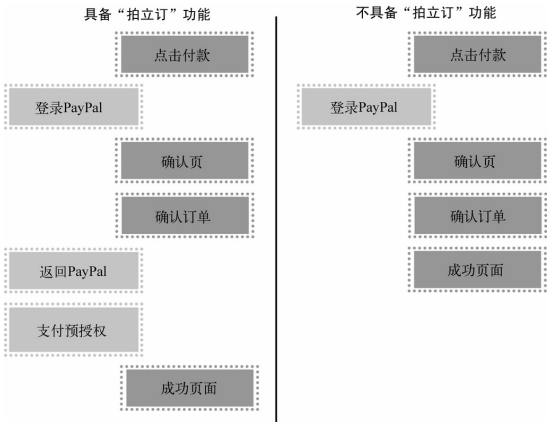 具备“拍立订”功能
点击付款
登录PayPal
确认页
确认订单
返回PayPal
支付预授权
成功页面
不具备“拍立订”功能
点击付款
登录PayPal
确认页
确认订单
成功页面